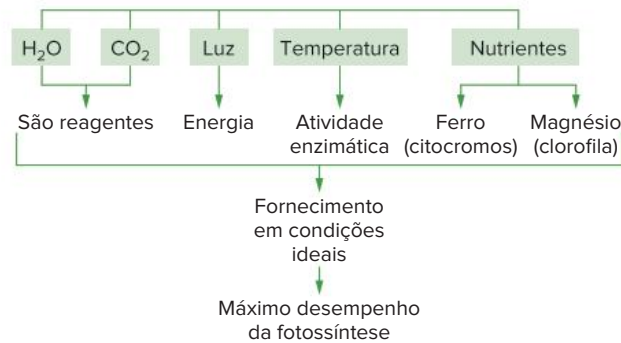 H₂O CO₂ Luz Temperatura Nutrientes
São reagentes Energia Atividade enzimática Ferro (citocromos) Magnésio (clorofila)
Fornecimento
em condições
ideais
Máximo desempenho
da fotossíntese